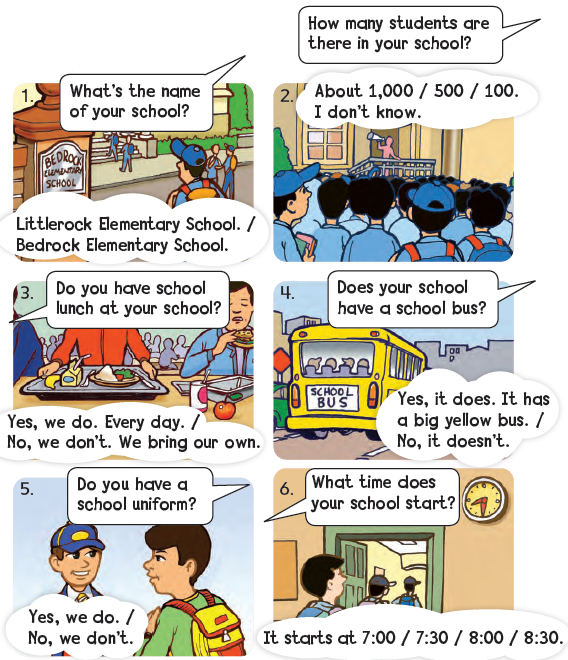 How many students are
there in your school?
1.
What's the name
of your school?
BEDROCK
ELEMENTARY
SCHOOL
Littlerock Elementary School. /
Bedrock Elementary School.
2.
About 1,000 / 500 / 100.
I don't know.
3.
Do you have school
lunch at your school?
Yes, we do. Every day. /
No, we don't. We bring our own.
4.
Does your school
have a school bus?
SCHOOL
BUS
Yes, it does. It has
a big yellow bus. /
No, it doesn't.
5.
Do you have a
school uniform?
Yes, we do. /
No, we don't.
6.
What time does
your school start?
It starts at 7:00 / 7:30 / 8:00 / 8:30.